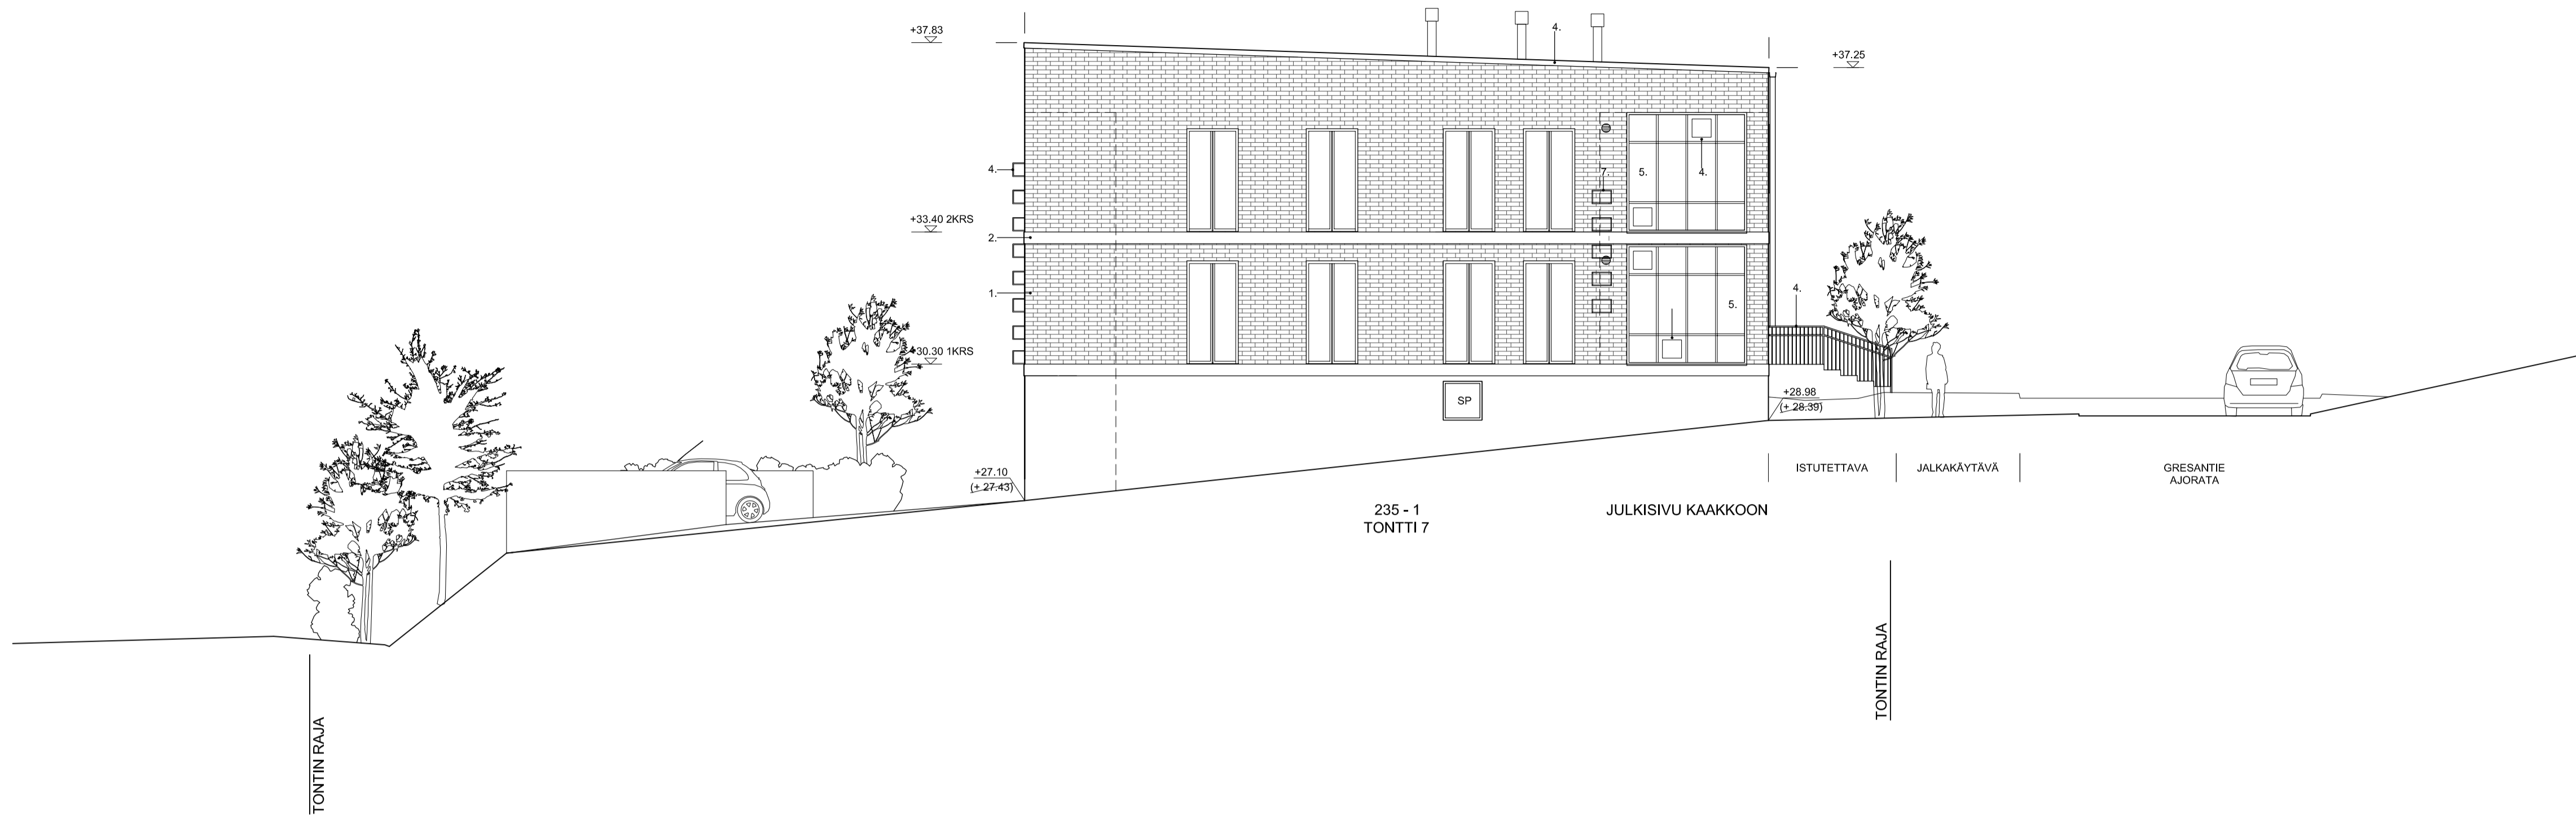 4.
+37.83
+37.25
4.
7.
5.
4.
+33.40 2KRS
2.
4.
1.
5.
+30.30 1KRS
+28.98
(+ 28.39)
SP
ISTUTETTAVA
JALKAKÄYTÄVÄ
GRESANTIE
AJORATA
+27.10
(+ 27.43)
235 - 1
TONTTI 7
JULKISIVU KAAKKOON
TONTIN RAJA
TONTIN RAJA